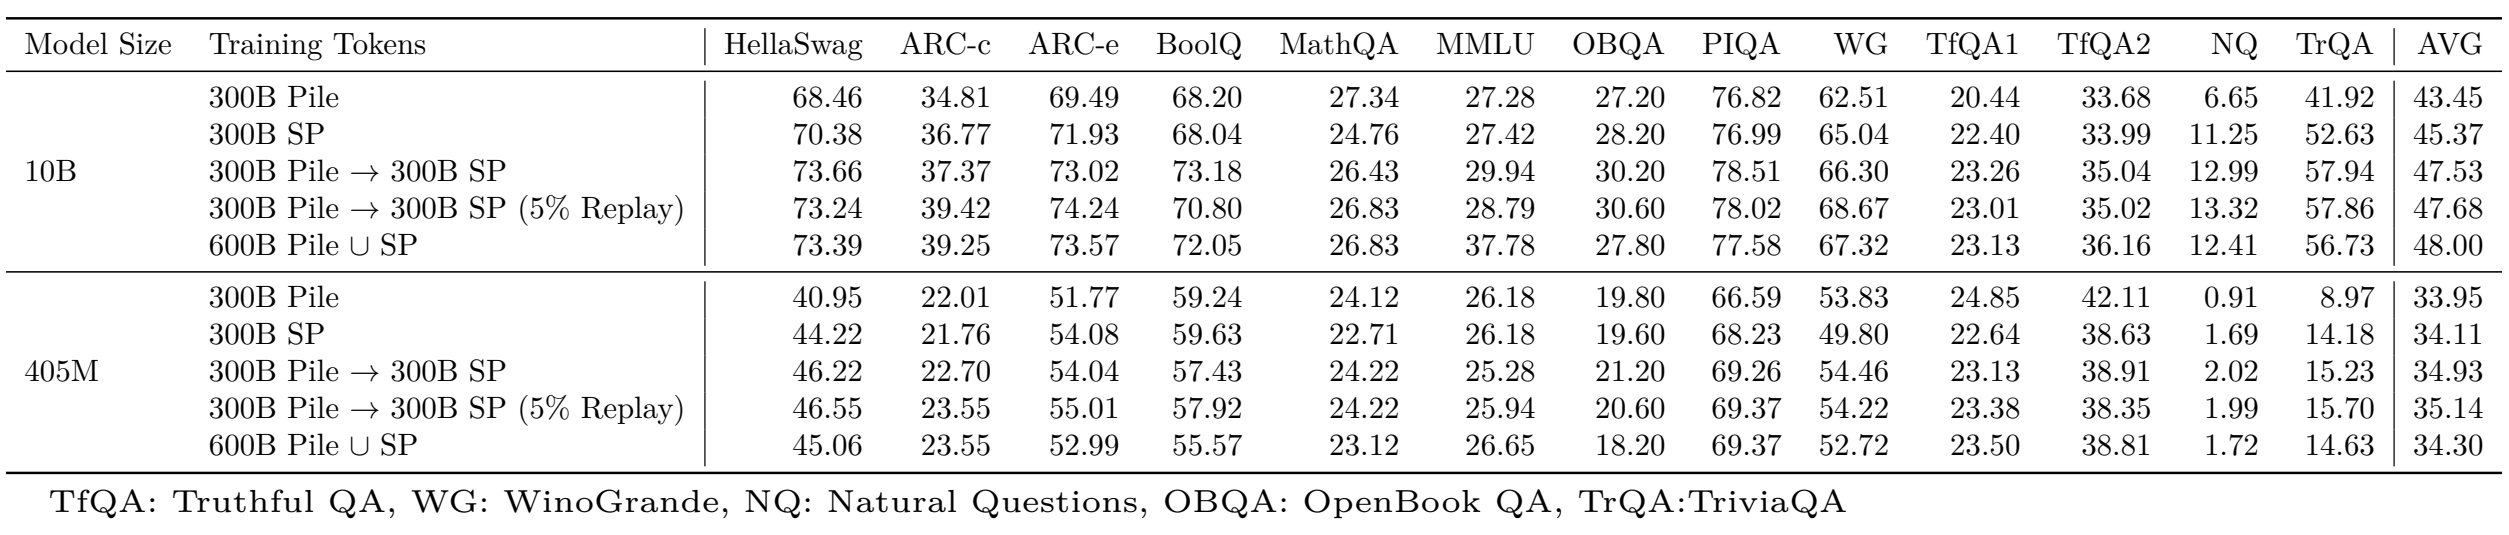 Model Size Training Tokens HellaSwag ARC-c ARC-e BoolQ MathQA MMLU OBQA PIQA WG TfQA1 TfQA2 NQ TrQA AVG
300B Pile 68.46 34.81 69.49 68.20 27.34 27.28 27.20 76.82 62.51 20.44 33.68 6.65 41.92 43.45
300B SP 70.38 36.77 71.93 68.04 24.76 27.42 28.20 76.99 65.04 22.40 33.99 11.25 52.63 45.37
10B 300B Pile → 300B SP 73.66 37.37 73.02 73.18 26.43 29.94 30.20 78.51 66.30 23.26 35.04 12.99 57.94 47.53
300B Pile → 300B SP (5% Replay) 73.24 39.42 74.24 70.80 26.83 28.79 30.60 78.02 68.67 23.01 35.02 13.32 57.86 47.68
600B Pile ∪ SP 73.39 39.25 73.57 72.05 26.83 37.78 27.80 77.58 67.32 23.13 36.16 12.41 56.73 48.00
300B Pile 40.95 22.01 51.77 59.24 24.12 26.18 19.80 66.59 53.83 24.85 42.11 0.91 8.97 33.95
300B SP 44.22 21.76 54.08 59.63 22.71 26.18 19.60 68.23 49.80 22.64 38.63 1.69 14.18 34.11
405M 300B Pile → 300B SP 46.22 22.70 54.04 57.43 24.22 25.28 21.20 69.26 54.46 23.13 38.91 2.02 15.23 34.93
300B Pile → 300B SP (5% Replay) 46.55 23.55 55.01 57.92 24.22 25.94 20.60 69.37 54.22 23.38 38.35 1.99 15.70 35.14
600B Pile ∪ SP 45.06 23.55 52.99 55.57 23.12 26.65 18.20 69.37 52.72 23.50 38.81 1.72 14.63 34.30
TfQA: Truthful QA, WG: WinoGrande, NQ: Natural Questions, OBQA: OpenBook QA, TrQA:TriviaQA